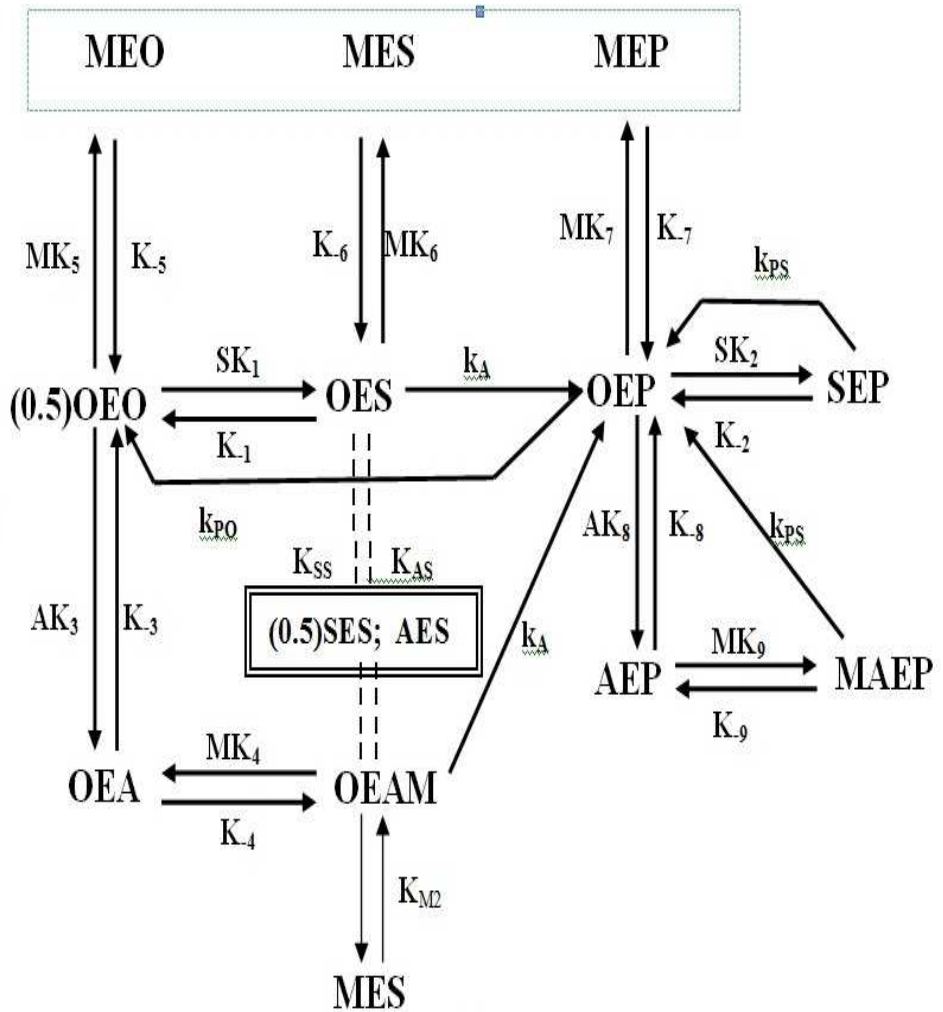 MEO MES MEP
MK5 K-5 K-6 MK6 MK7 K-7
kPS
SK1 kA SK2
(0.5)OEO OES OEP SEP
K-1 K-2
kPO AK8 K-8 kPS
KSS KAS
AK3 K-3 (0.5)SES; AES kA
AEP MK9 MAEP
K-9
MK4
OEA OEAM
K-4
KM2
MES